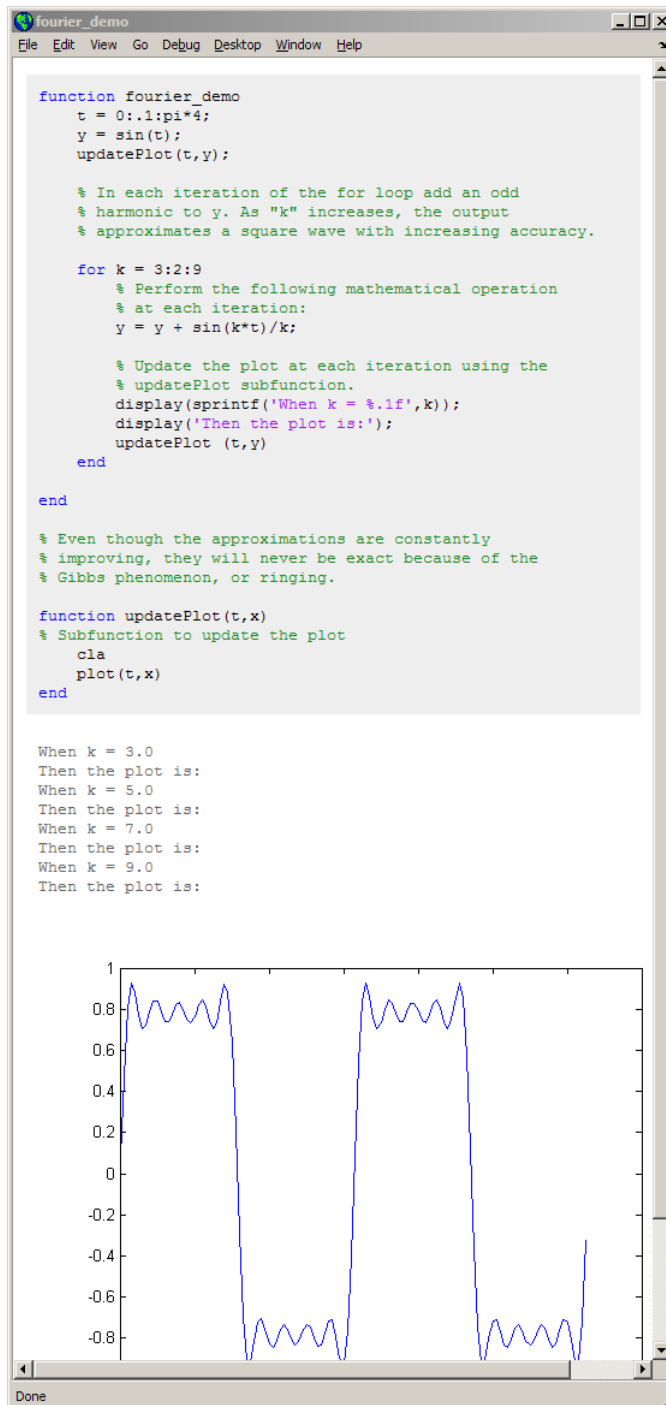 fourier_demo
File Edit View Go Debug Desktop Window Help
function fourier_demo
    t = 0:.1:pi*4;
    y = sin(t);
    updatePlot(t,y);

    % In each iteration of the for loop add an odd
    % harmonic to y. As "k" increases, the output
    % approximates a square wave with increasing accuracy.

    for k = 3:2:9
        % Perform the following mathematical operation
        % at each iteration:
        y = y + sin(k*t)/k;

        % Update the plot at each iteration using the
        % updatePlot subfunction.
        display(sprintf('When k = %.1f',k));
        display('Then the plot is:');
        updatePlot (t,y)
    end

end

% Even though the approximations are constantly
% improving, they will never be exact because of the
% Gibbs phenomenon, or ringing.

function updatePlot(t,x)
% Subfunction to update the plot
    cla
    plot(t,x)
end

When k = 3.0
Then the plot is:
When k = 5.0
Then the plot is:
When k = 7.0
Then the plot is:
When k = 9.0
Then the plot is:

1
0.8
0.6
0.4
0.2
0
-0.2
-0.4
-0.6
-0.8
Done